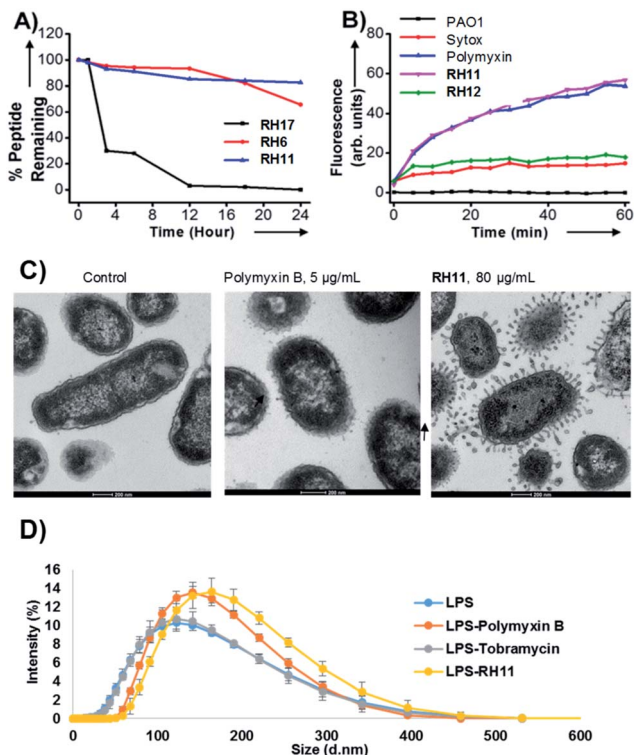 A)
% Peptide
Remaining
100
80
60
40
20
0
0 4 8 12 16 20 24
Time (Hour)
RH17
RH6
RH11
B)
PAO1
Sytox
Polymyxin
RH11
RH12
Fluorescence
(arb. units)
80
60
40
20
0
0 20 40 60
Time (min)
C)
Control
Polymyxin B, 5 µg/mL
RH11, 80 µg/mL
200 nm
200 nm
200 nm
D)
Intensity (%)
16
14
12
10
8
6
4
2
0
0 100 200 300 400 500 600
Size (d.nm)
LPS
LPS-Polymyxin B
LPS-Tobramycin
LPS-RH11